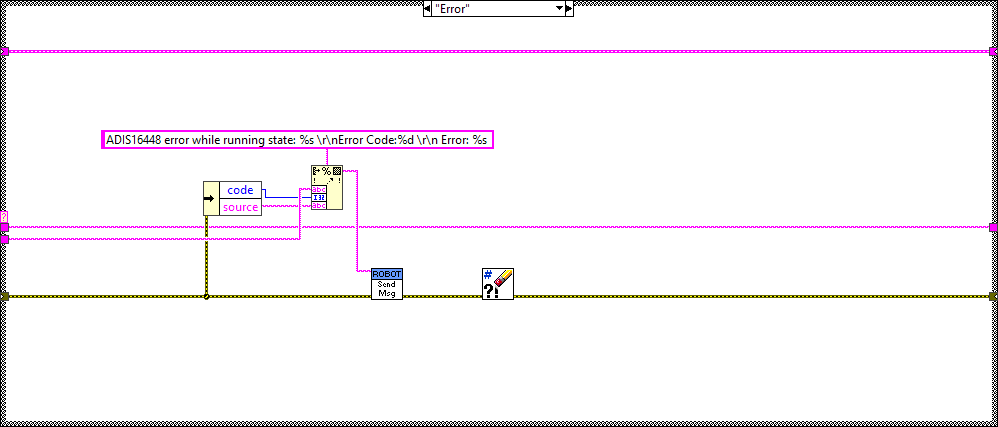 "Error"
ADIS16448 error while running state: %s \r\nError Code:%d \r\n Error: %s
%
! !
abc
code
I32
source
abc
?
ROBOT
Send
Msg
#
?!